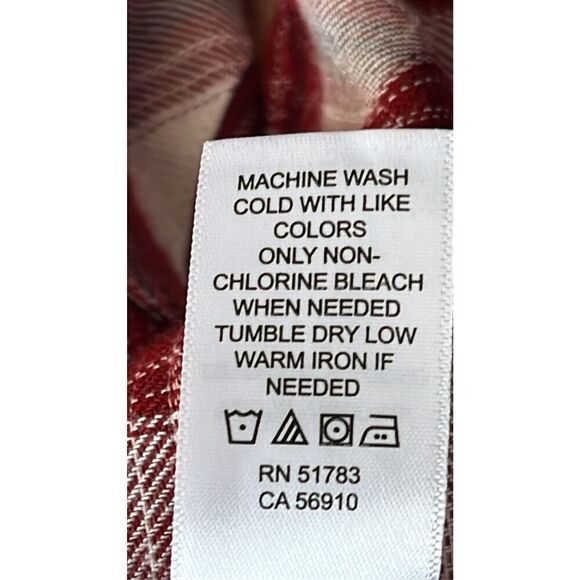 MACHINE WASH
COLD WITH LIKE
COLORS
ONLY NON-
CHLORINE BLEACH
WHEN NEEDED
TUMBLE DRY LOW
WARM IRON IF
NEEDED
RN 51783
CA 56910